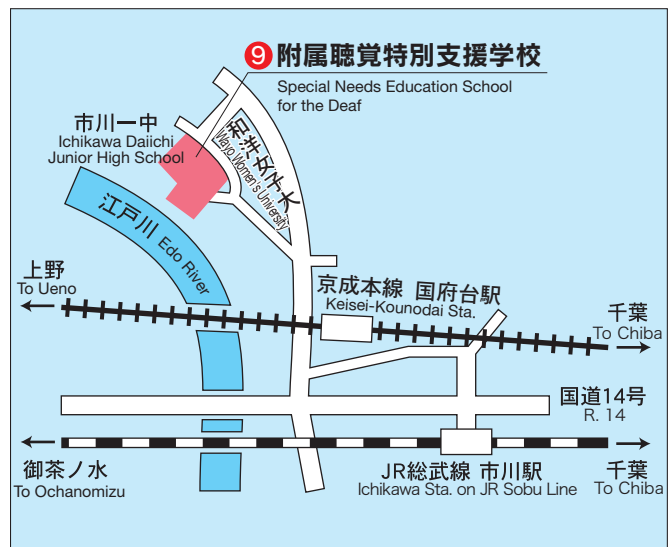 9 附属聴覚特別支援学校
Special Needs Education School
for the Deaf
市川一中
Ichikawa Daiichi
Junior High School
和洋女子大
Wayo Women's University
江戸川 Edo River
上野
To Ueno
京成本線 国府台駅
Keisei-Kounodai Sta.
千葉
To Chiba
国道14号
R. 14
御茶ノ水
To Ochanomizu
JR総武線 市川駅
Ichikawa Sta. on JR Sobu Line
千葉
To Chiba